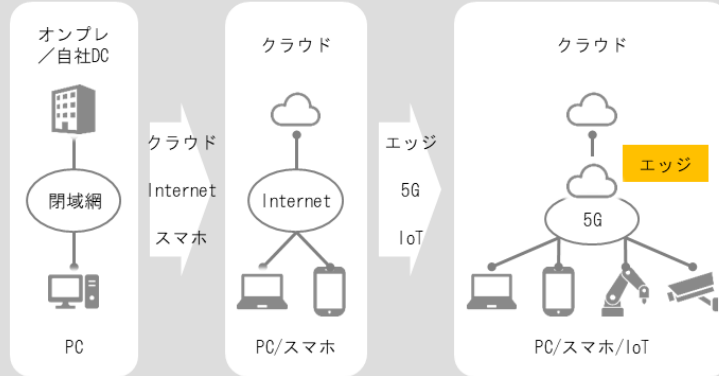 オンプレ
／自社DC
閉域網
PC
クラウド
Internet
スマホ
クラウド
Internet
PC/スマホ
エッジ
5G
IoT
クラウド
エッジ
5G
PC/スマホ/IoT